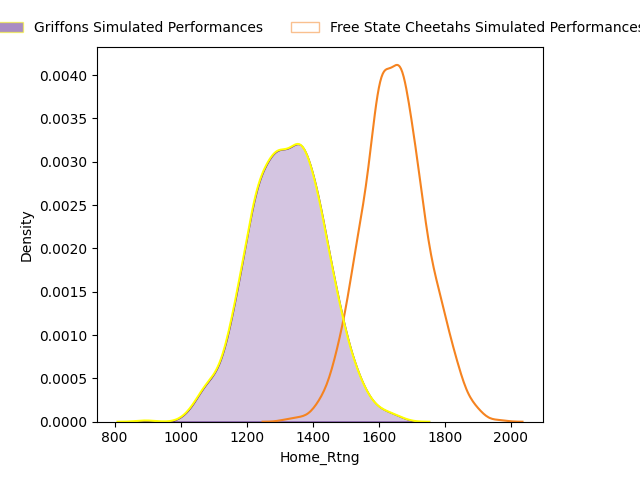 Griffons Simulated Performances Free State Cheetahs Simulated Performances
0.0040
0.0035
0.0030
0.0025
0.0020
0.0015
0.0010
0.0005
0.0000
Density
800 1000 1200 1400 1600 1800 2000
Home_Rtng